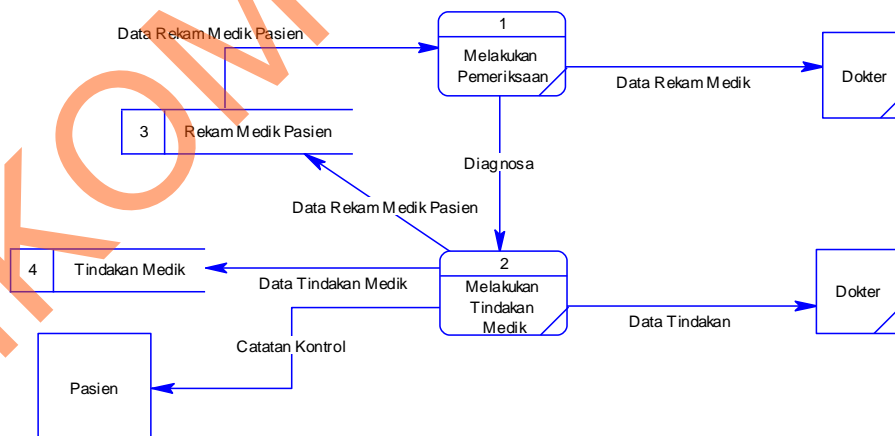 Data Rekam Medik Pasien
1
Melakukan
Pemeriksaan
Data Rekam Medik
Dokter
3
Rekam Medik Pasien
Diagnosa
Data Rekam Medik Pasien
4
Tindakan Medik
Data Tindakan Medik
2
Melakukan
Tindakan
Medik
Data Tindakan
Dokter
Catatan Kontrol
Pasien
KOM